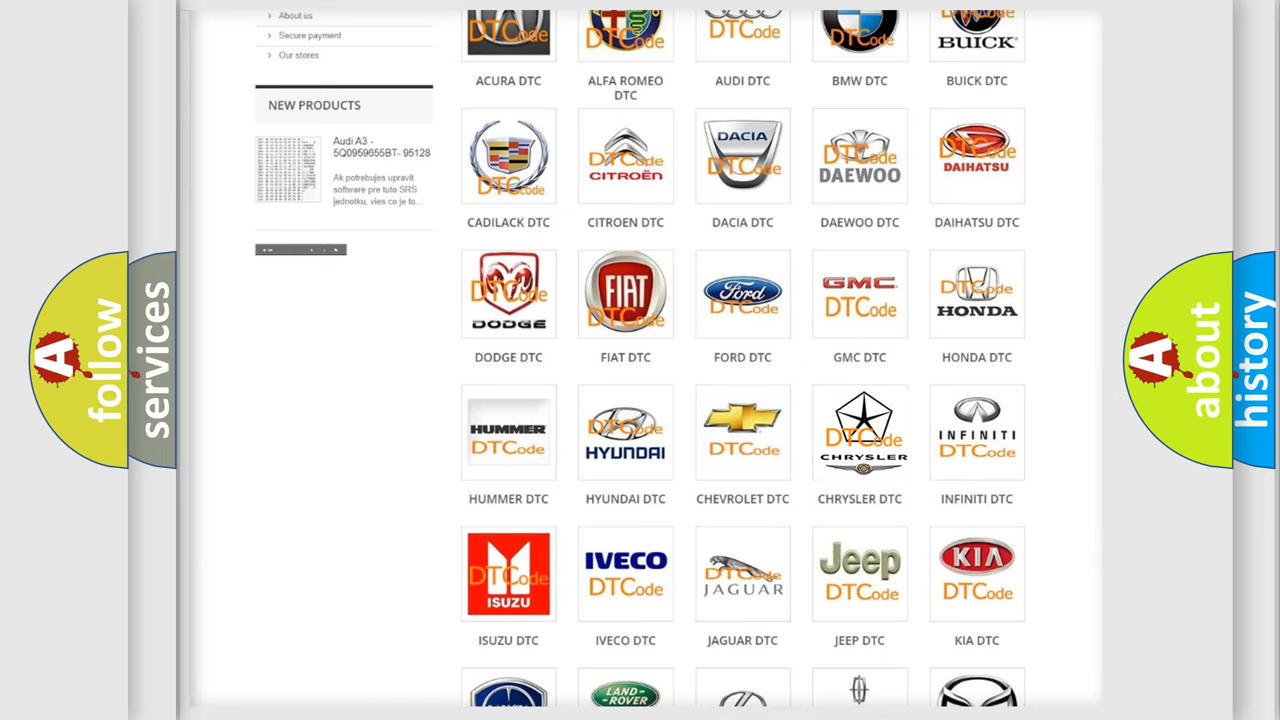 About us
Secure payment
Our stores
NEW PRODUCTS
Audi A3 -
5Q0959655BT- 95128
Ak potrebujes upravit
software pre tuto SRS
jednotku, vies co je to...
A
follow
services
A
about
history
DTCode
DTCode
DTCode
DTCode
BUICK
ACURA DTC
ALFA ROMEO
DTC
AUDI DTC
BMW DTC
BUICK DTC
DTCode
DTCode
CITROËN
DACIA
DTCode
DTCode
DAEWOO
DTCode
DAIHATSU
CADILACK DTC
CITROEN DTC
DACIA DTC
DAEWOO DTC
DAIHATSU DTC
DTCode
DODGE
FIAT
DTCode
Ford
DTCode
GMC
DTCode
DTCode
HONDA
DODGE DTC
FIAT DTC
FORD DTC
GMC DTC
HONDA DTC
HUMMER
DTCode
DTCode
HYUNDAI
DTCode
DTCode
CHRYSLER
INFINITI
DTCode
HUMMER DTC
HYUNDAI DTC
CHEVROLET DTC
CHRYSLER DTC
INFINITI DTC
DTCode
ISUZU
IVECO
DTCode
DTCode
JAGUAR
Jeep
DTCode
KIA
DTCode
ISUZU DTC
IVECO DTC
JAGUAR DTC
JEEP DTC
KIA DTC
LAND-
ROVER